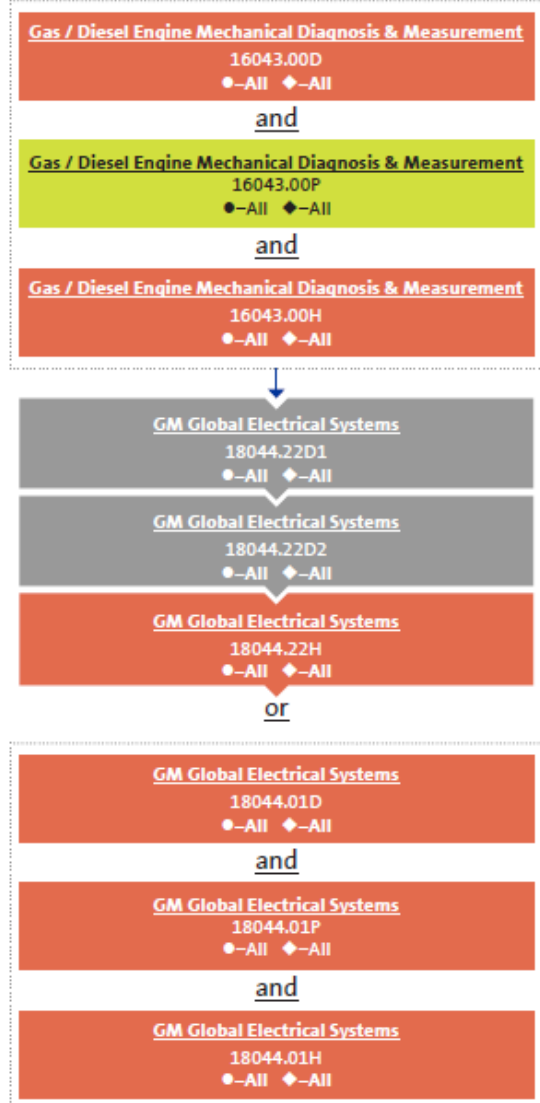 Gas / Diesel Engine Mechanical Diagnosis & Measurement
16043.00D
●–All ◆–All
and
Gas / Diesel Engine Mechanical Diagnosis & Measurement
16043.00P
●–All ◆–All
and
Gas / Diesel Engine Mechanical Diagnosis & Measurement
16043.00H
●–All ◆–All
GM Global Electrical Systems
18044.22D1
●–All ◆–All
GM Global Electrical Systems
18044.22D2
●–All ◆–All
GM Global Electrical Systems
18044.22H
●–All ◆–All
or
GM Global Electrical Systems
18044.01D
●–All ◆–All
and
GM Global Electrical Systems
18044.01P
●–All ◆–All
and
GM Global Electrical Systems
18044.01H
●–All ◆–All